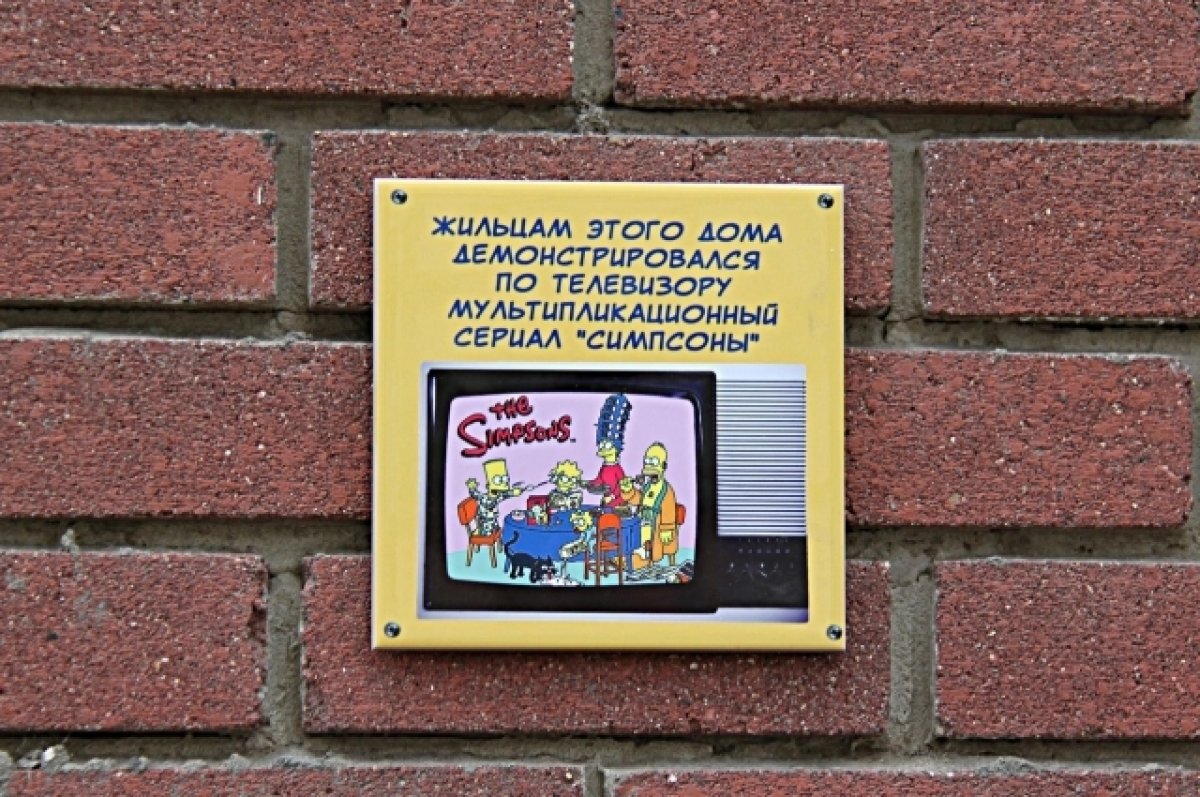 ЖИЛЬЦАМ ЭТОГО ДОМА
ДЕМОНСТРИРОВАЛСЯ
ПО ТЕЛЕВИЗОРУ
МУЛЬТИПЛИКАЦИОННЫЙ
СЕРИАЛ "СИМПСОНЫ"
THE
SIMPSONS